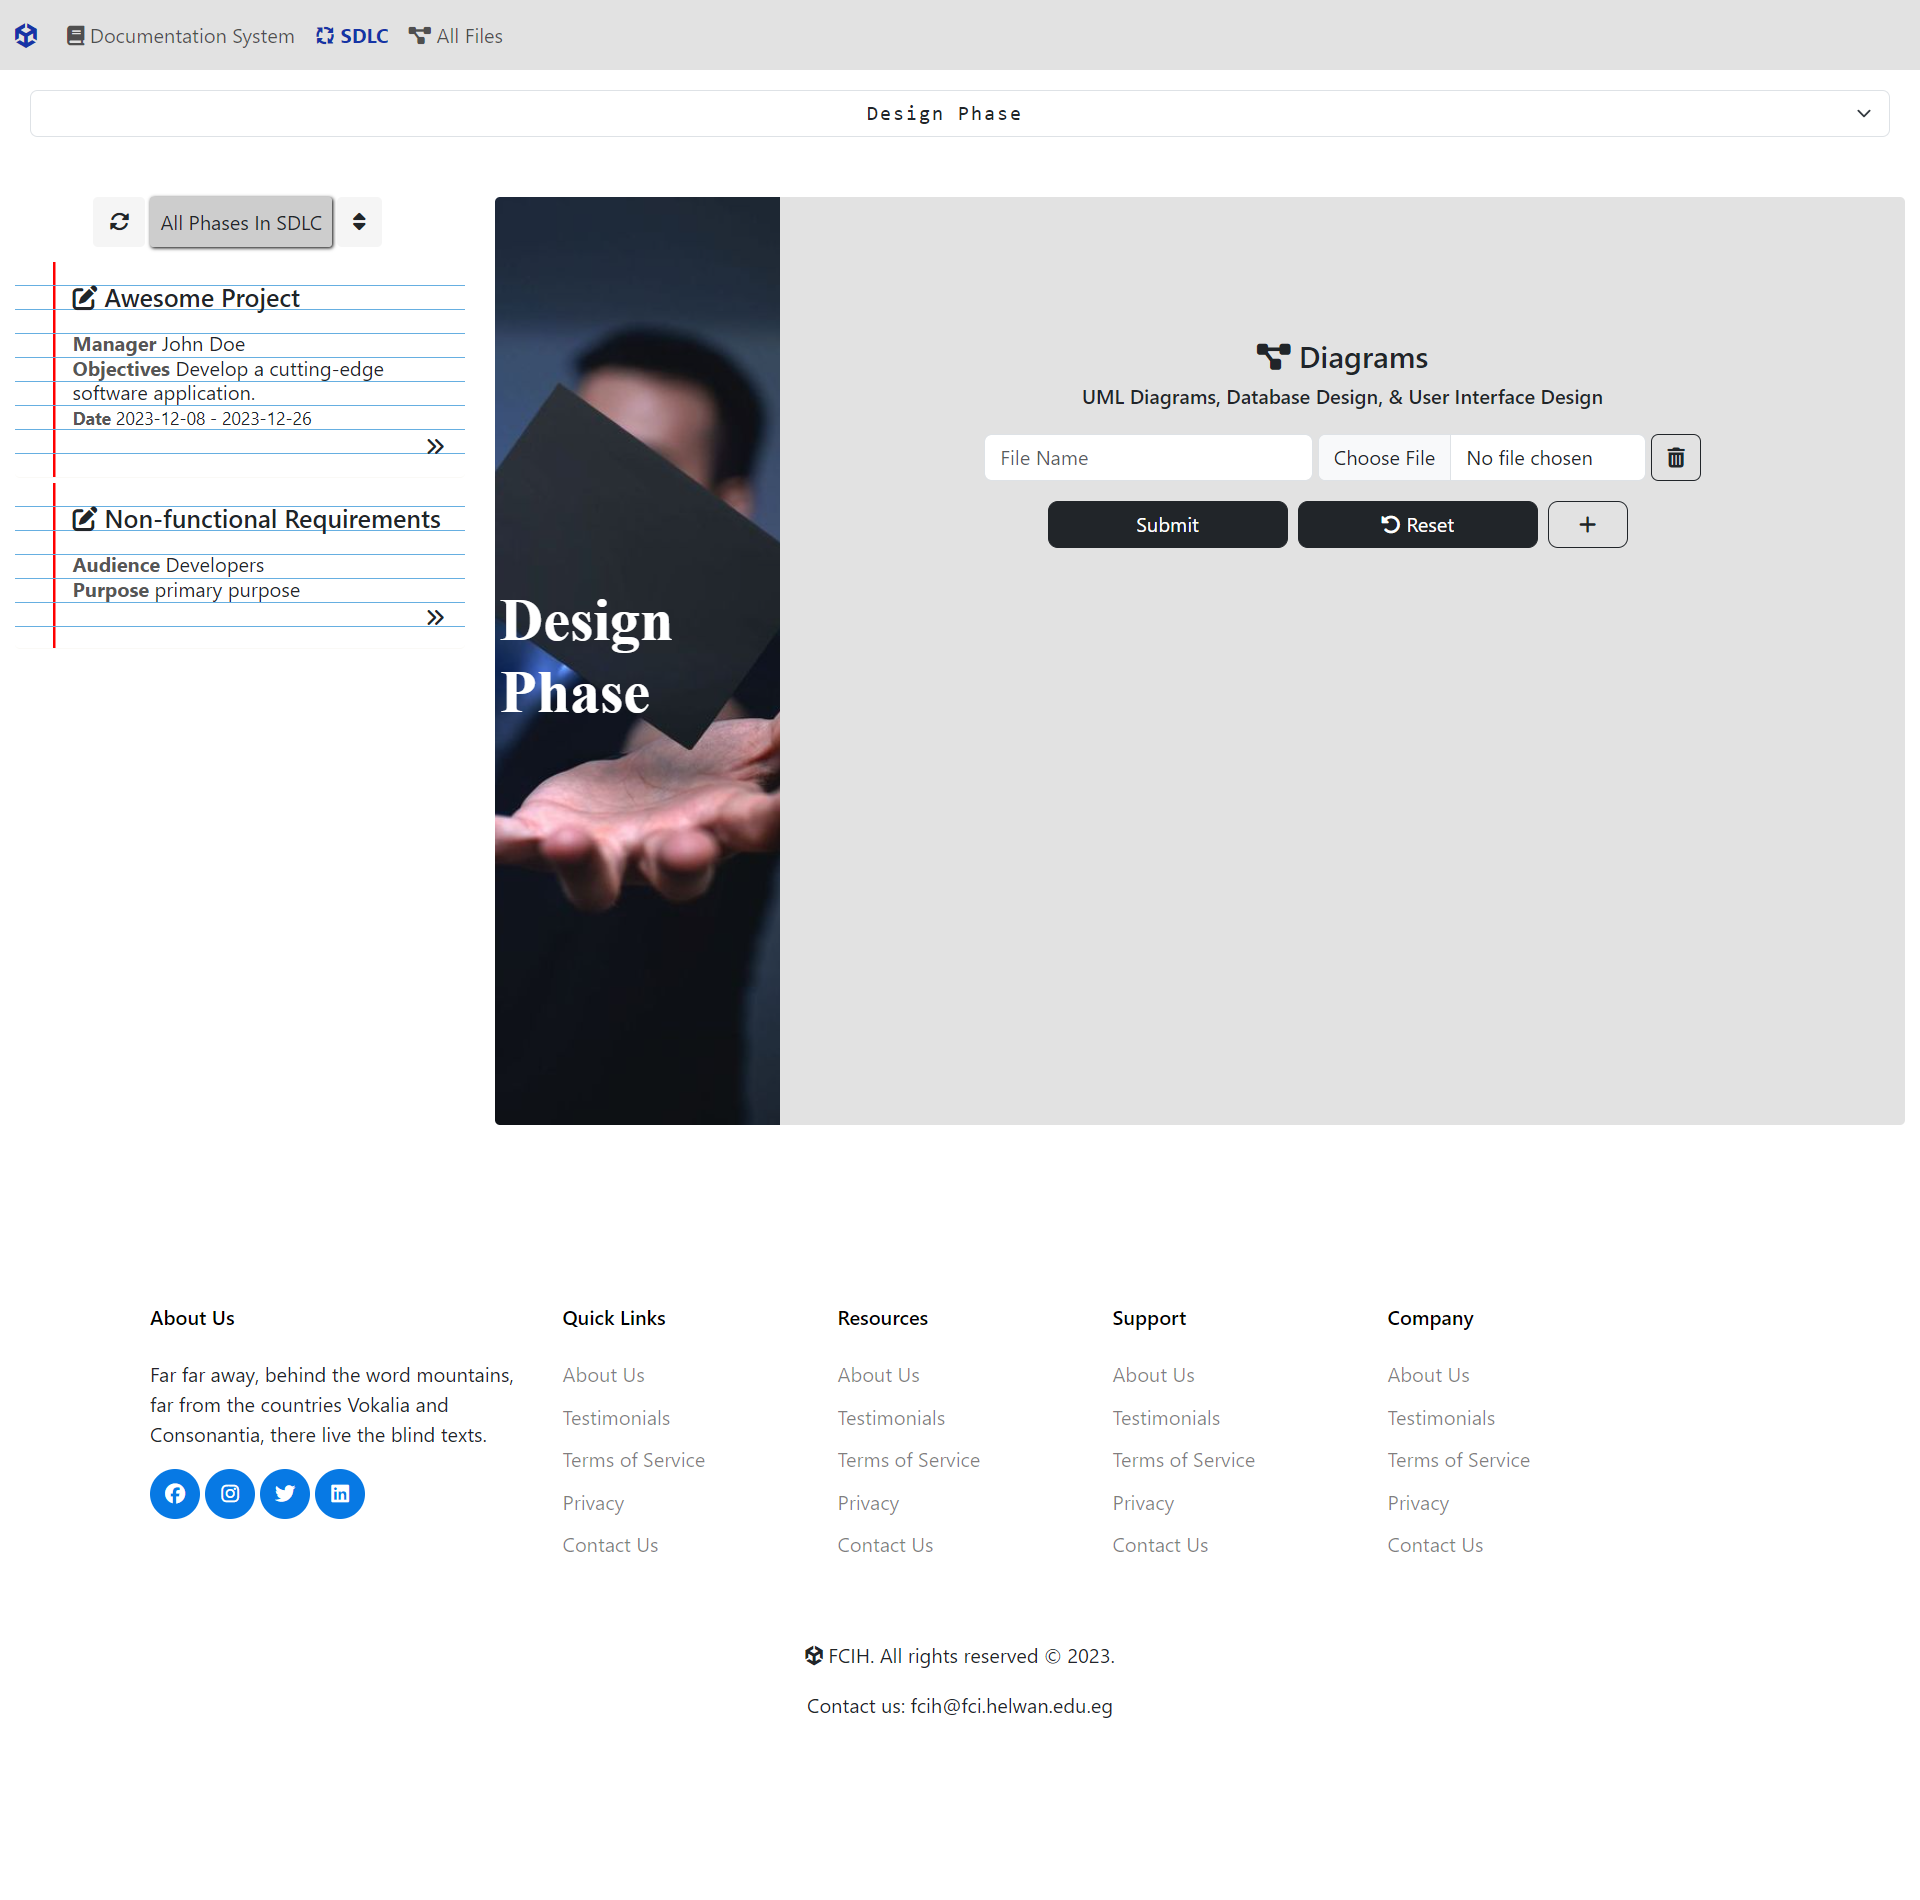 Documentation System SDLC All Files
Design Phase
All Phases In SDLC
Awesome Project
Manager John Doe
Objectives Develop a cutting-edge
software application.
Date 2023-12-08 - 2023-12-26
Non-functional Requirements
Audience Developers
Purpose primary purpose
Design
Phase
Diagrams
UML Diagrams, Database Design, & User Interface Design
File Name Choose File No file chosen
Submit Reset +
About Us
Far far away, behind the word mountains,
far from the countries Vokalia and
Consonantia, there live the blind texts.
Quick Links
About Us
Testimonials
Terms of Service
Privacy
Contact Us
Resources
About Us
Testimonials
Terms of Service
Privacy
Contact Us
Support
About Us
Testimonials
Terms of Service
Privacy
Contact Us
Company
About Us
Testimonials
Terms of Service
Privacy
Contact Us
FCIH. All rights reserved © 2023.
Contact us: fcih@fci.helwan.edu.eg